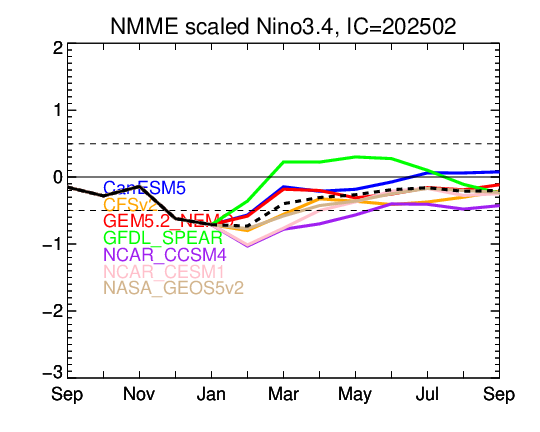 NMME scaled Nino3.4, IC=202502
2
1
0
−1
−2
−3
CanESM5
CFSv2
GEM5.2_NEMO
GFDL_SPEAR
NCAR_CCSM4
NCAR_CESM1
NASA_GEOS5v2
Sep Nov Jan Mar May Jul Sep